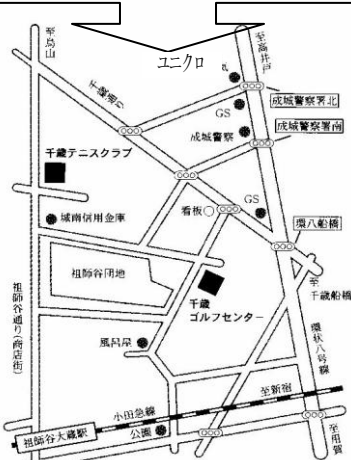 ユニクロ
至烏山
至高井戸
千歳通り
成城警察署北
GS
成城警察
成城警察署南
千歳テニスクラブ
城南信用金庫
看板
GS
環八船橋
祖師谷団地
千歳
ゴルフセンター
至
千歳船橋
祖師谷通り(商店街)
風呂屋
環状八号線
小田急線
至新宿
祖師谷大蔵駅
公園
至用賀